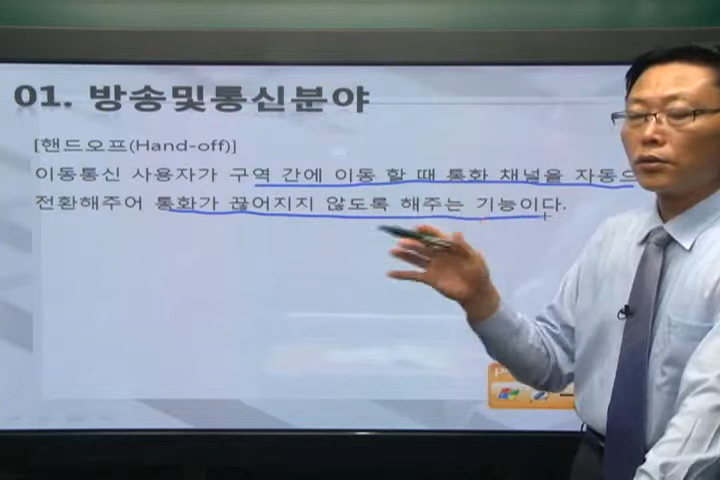 01. 방송및통신분야
[핸드오프(Hand-off)]
이동통신 사용자가 구역 간에 이동 할 때 통화 채널을 자동으
전환해주어 통화가 끊어지지 않도록 해주는 기능이다.